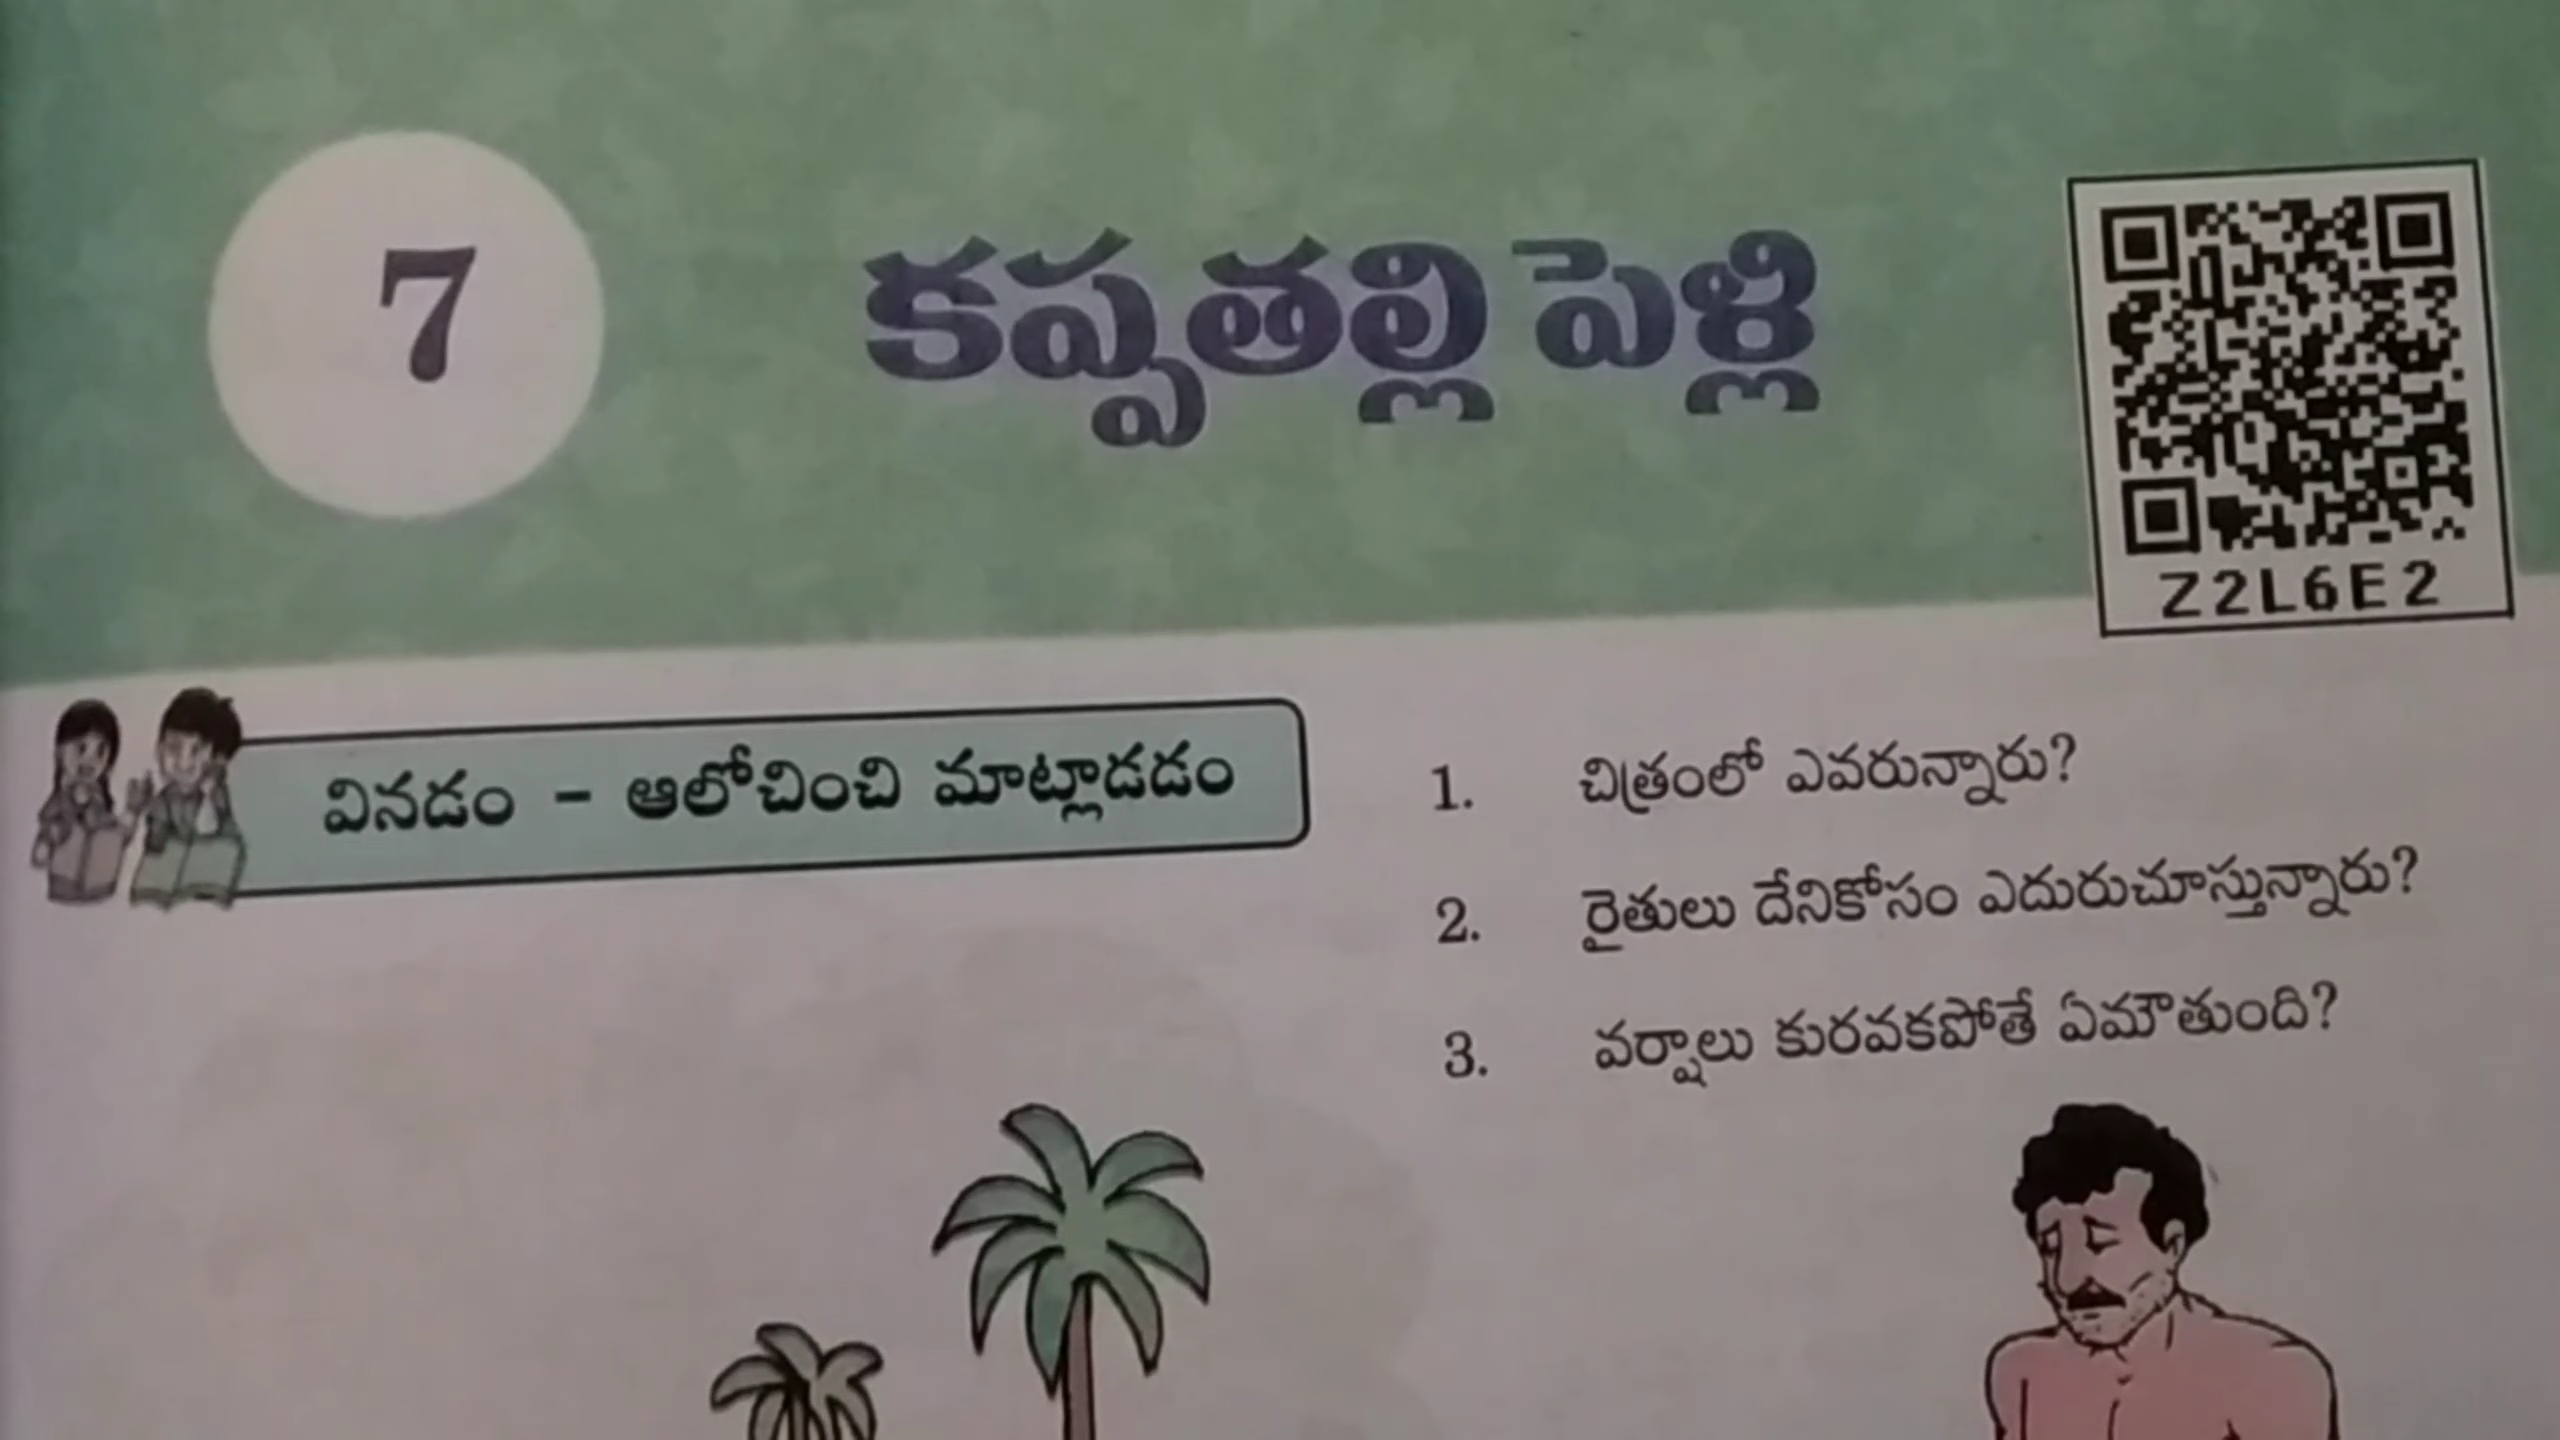 7
కప్పతల్లి పెళ్లి
Z2L6E2
వినడం - ఆలోచించి మాట్లాడడం
1. చిత్రంలో ఎవరున్నారు?
2. రైతులు దేనికోసం ఎదురుచూస్తున్నారు?
3. వర్షాలు కురవకపోతే ఏమౌతుంది?